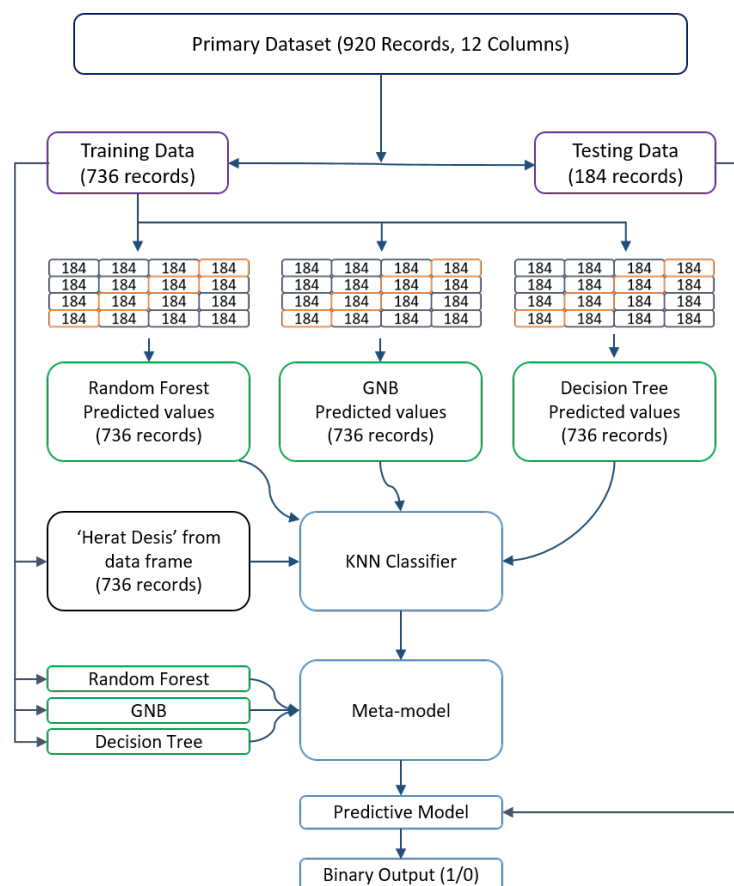 Primary Dataset (920 Records, 12 Columns)
Training Data
(736 records)
Testing Data
(184 records)
184 184 184 184
184 184 184 184
184 184 184 184
184 184 184 184
184 184 184 184
184 184 184 184
184 184 184 184
184 184 184 184
184 184 184 184
184 184 184 184
184 184 184 184
184 184 184 184
Random Forest
Predicted values
(736 records)
GNB
Predicted values
(736 records)
Decision Tree
Predicted values
(736 records)
‘Herat Desis’ from
data frame
(736 records)
KNN Classifier
Random Forest
GNB
Decision Tree
Meta-model
Predictive Model
Binary Output (1/0)